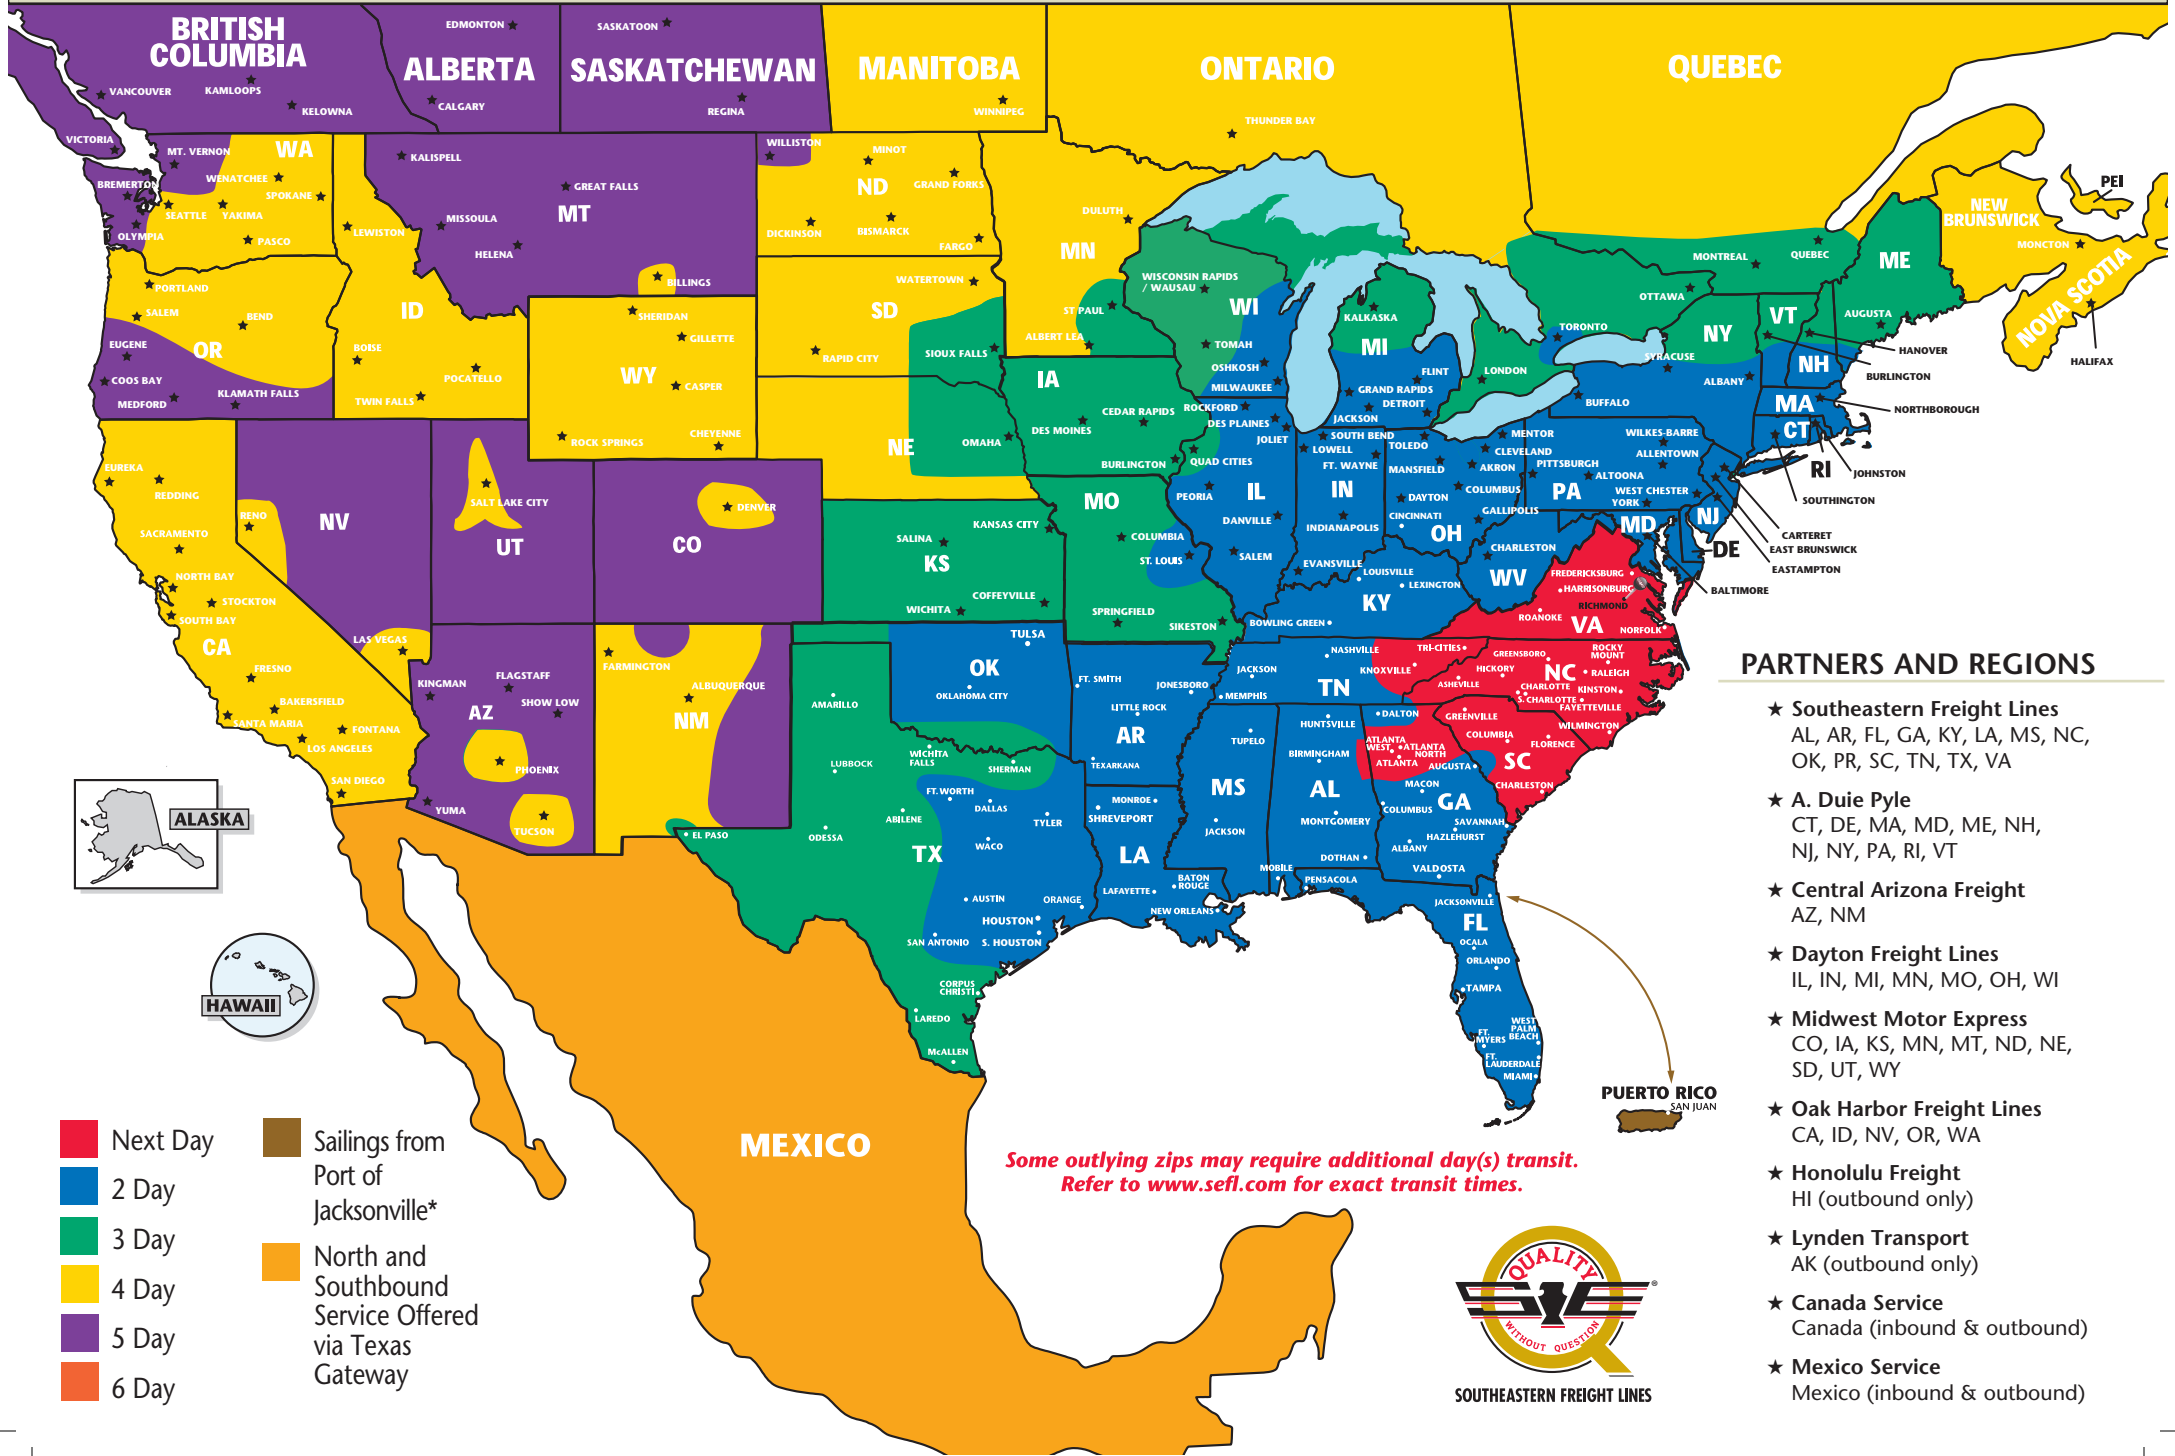 BRITISH
COLUMBIA
ALBERTA
SASKATCHEWAN
MANITOBA
ONTARIO
QUEBEC
EDMONTON
SASKATOON
VANCOUVER
KAMLOOPS
KELOWNA
CALGARY
REGINA
WINNIPEG
THUNDER BAY
VICTORIA
MT. VERNON
WA
WENATCHEE
SPOKANE
BREMERTON
SEATTLE
YAKIMA
OLYMPIA
PASCO
LEWISTON
KALISPELL
GREAT FALLS
MT
MISSOULA
HELENA
BILLINGS
WILLISTON
MINOT
ND
GRAND FORKS
DICKINSON
BISMARCK
FARGO
DULUTH
MN
ST PAUL
ALBERT LEA
WATERTOWN
SD
RAPID CITY
SIOUX FALLS
PORTLAND
SALEM
BEND
EUGENE
OR
COOS BAY
MEDFORD
KLAMATH FALLS
ID
BOISE
POCATELLO
TWIN FALLS
SHERIDAN
GILLETTE
WY
CASPER
ROCK SPRINGS
CHEYENNE
WISCONSIN RAPIDS
/ WAUSAU
WI
TOMAH
OSHKOSH
MILWAUKEE
KALKASKA
MI
FLINT
GRAND RAPIDS
DETROIT
JACKSON
LONDON
TORONTO
OTTAWA
MONTREAL
QUEBEC
ME
AUGUSTA
VT
NY
SYRACUSE
ALBANY
BUFFALO
NH
MA
CT
RI
HANOVER
BURLINGTON
NORTHBOROUGH
JOHNSTON
SOUTHINGTON
CARTERET
EAST BRUNSWICK
EASTAMPTON
BALTIMORE
NEW
BRUNSWICK
PEI
MONCTON
NOVA SCOTIA
HALIFAX
NE
OMAHA
IA
CEDAR RAPIDS
DES MOINES
BURLINGTON
QUAD CITIES
ROCKFORD
DES PLAINES
JOLIET
PEORIA
IL
DANVILLE
SALEM
SOUTH BEND
LOWELL
FT. WAYNE
IN
INDIANAPOLIS
EVANSVILLE
TOLEDO
MENTOR
CLEVELAND
MANSFIELD
AKRON
DAYTON
COLUMBUS
CINCINNATI
GALLIPOLIS
OH
PITTSBURGH
ALTOONA
WILKES-BARRE
ALLENTOWN
WEST CHESTER
PA
YORK
MD
NJ
DE
CHARLESTON
WV
EUREKA
REDDING
SACRAMENTO
NORTH BAY
STOCKTON
SOUTH BAY
CA
FRESNO
BAKERSFIELD
SANTA MARIA
FONTANA
LOS ANGELES
SAN DIEGO
RENO
NV
LAS VEGAS
SALT LAKE CITY
UT
DENVER
CO
KANSAS CITY
SALINA
KS
COFFEYVILLE
WICHITA
MO
COLUMBIA
ST. LOUIS
SPRINGFIELD
SIKESTON
LOUISVILLE
LEXINGTON
KY
BOWLING GREEN
FREDERICKSBURG
HARRISONBURG
RICHMOND
ROANOKE
VA
NORFOLK
KINGMAN
FLAGSTAFF
SHOW LOW
AZ
PHOENIX
YUMA
TUCSON
FARMINGTON
ALBUQUERQUE
NM
TULSA
OK
OKLAHOMA CITY
FT. SMITH
JONESBORO
LITTLE ROCK
AR
TEXARKANA
JACKSON
MEMPHIS
NASHVILLE
TN
TRI-CITIES
KNOXVILLE
GREENSBORO
ROCKY
MOUNT
HICKORY
NC
RALEIGH
ASHEVILLE
CHARLOTTE
KINSTON
S. CHARLOTTE
FAYETTEVILLE
WILMINGTON
GREENVILLE
COLUMBIA
FLORENCE
SC
CHARLESTON
AMARILLO
LUBBOCK
WICHITA
FALLS
SHERMAN
FT. WORTH
DALLAS
ABILENE
TYLER
ODESSA
EL PASO
TX
WACO
AUSTIN
ORANGE
HOUSTON
SAN ANTONIO
S. HOUSTON
CORPUS
CHRISTI
LAREDO
McALLEN
MONROE
SHREVEPORT
LA
LAFAYETTE
BATON
ROUGE
NEW ORLEANS
TUPELO
MS
JACKSON
HUNTSVILLE
BIRMINGHAM
AL
MONTGOMERY
DOTHAN
MOBILE
PENSACOLA
DALTON
ATLANTA
WEST
ATLANTA
NORTH
ATLANTA
AUGUSTA
MACON
COLUMBUS
GA
SAVANNAH
HAZLEHURST
ALBANY
VALDOSTA
JACKSONVILLE
FL
OCALA
ORLANDO
TAMPA
WEST
PALM
BEACH
FT.
MYERS
FT.
LAUDERDALE
MIAMI
PUERTO RICO
SAN JUAN
MEXICO
ALASKA
HAWAII
Next Day
2 Day
3 Day
4 Day
5 Day
6 Day
Sailings from
Port of
Jacksonville*
North and
Southbound
Service Offered
via Texas
Gateway
Some outlying zips may require additional day(s) transit.
Refer to www.sefl.com for exact transit times.
QUALITY
WITHOUT QUESTION
®
SOUTHEASTERN FREIGHT LINES
PARTNERS AND REGIONS
★ Southeastern Freight Lines
AL, AR, FL, GA, KY, LA, MS, NC,
OK, PR, SC, TN, TX, VA
★ A. Duie Pyle
CT, DE, MA, MD, ME, NH,
NJ, NY, PA, RI, VT
★ Central Arizona Freight
AZ, NM
★ Dayton Freight Lines
IL, IN, MI, MN, MO, OH, WI
★ Midwest Motor Express
CO, IA, KS, MN, MT, ND, NE,
SD, UT, WY
★ Oak Harbor Freight Lines
CA, ID, NV, OR, WA
★ Honolulu Freight
HI (outbound only)
★ Lynden Transport
AK (outbound only)
★ Canada Service
Canada (inbound & outbound)
★ Mexico Service
Mexico (inbound & outbound)